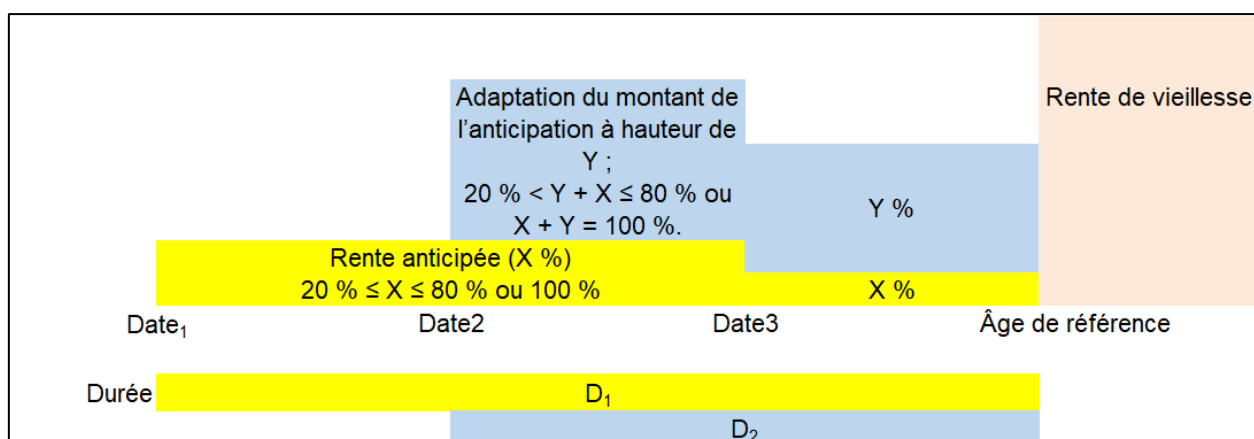 Adaptation du montant de
l’anticipation à hauteur de
Y ;
20 % < Y + X ≤ 80 % ou
X + Y = 100 %.
Rente de vieillesse
Y %
Rente anticipée (X %)
20 % ≤ X ≤ 80 % ou 100 %
X %
Date₁
Date2
Date3
Âge de référence
Durée
D₁
D₂